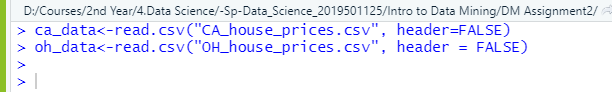 D:/Courses/2nd Year/4.Data Science/-Sp-Data_Science_2019501125/Intro to Data Mining/DM Assignment2/
> ca_data<-read.csv("CA_house_prices.csv", header=FALSE)
> oh_data<-read.csv("OH_house_prices.csv", header = FALSE)
>
>